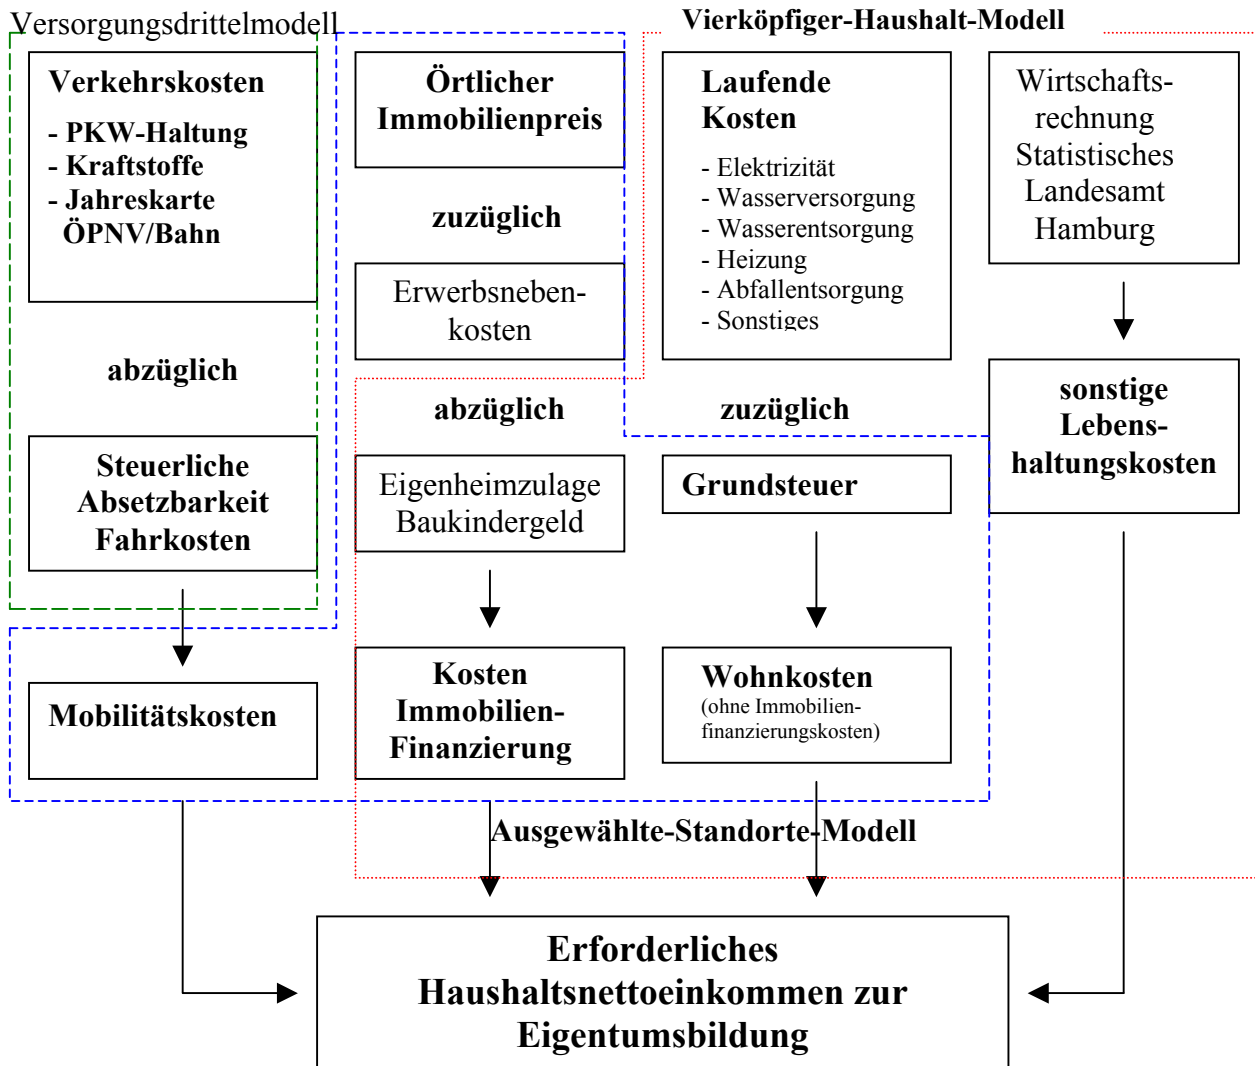 Versorgungsdrittelmodell
Vierköpfiger-Haushalt-Modell
Verkehrskosten
- PKW-Haltung
- Kraftstoffe
- Jahreskarte
ÖPNV/Bahn
abzüglich
Steuerliche
Absetzbarkeit
Fahrkosten
Mobilitätskosten
Örtlicher
Immobilienpreis
zuzüglich
Erwerbsneben-
kosten
abzüglich
Eigenheimzulage
Baukindergeld
Kosten
Immobilien-
Finanzierung
Laufende
Kosten
- Elektrizität
- Wasserversorgung
- Wasserentsorgung
- Heizung
- Abfallentsorgung
- Sonstiges
zuzüglich
Grundsteuer
Wohnkosten
(ohne Immobilien-
finanzierungskosten)
Wirtschafts-
rechnung
Statistisches
Landesamt
Hamburg
sonstige
Lebens-
haltungskosten
Ausgewählte-Standorte-Modell
Erforderliches
Haushaltsnettoeinkommen zur
Eigentumsbildung